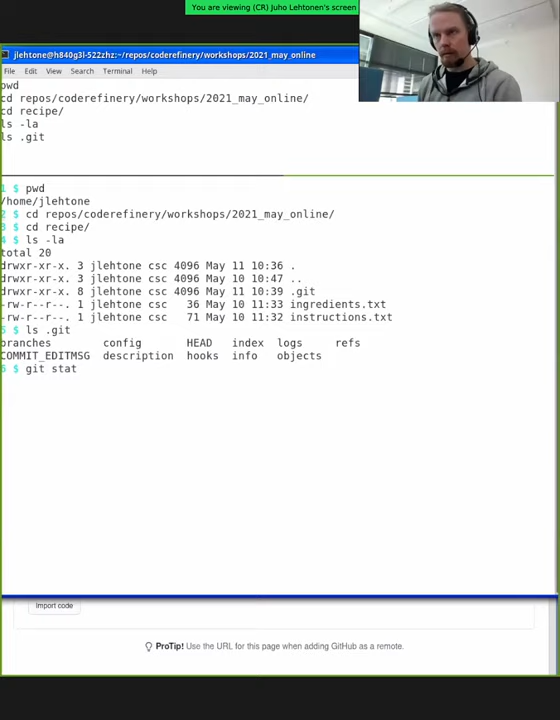 You are viewing (CR) Juho Lehtonen's screen
jlehtone@h840g3l-522zhz:~/repos/coderefinery/workshops/2021_may_online
File Edit View Search Terminal Help
pwd
cd repos/coderefinery/workshops/2021_may_online/
cd recipe/
ls -la
ls .git
1 $ pwd
/home/jlehtone
2 $ cd repos/coderefinery/workshops/2021_may_online/
3 $ cd recipe/
4 $ ls -la
total 20
drwxr-xr-x. 3 jlehtone csc 4096 May 11 10:36 .
drwxr-xr-x. 3 jlehtone csc 4096 May 10 10:47 ..
drwxr-xr-x. 8 jlehtone csc 4096 May 11 10:39 .git
-rw-r--r--. 1 jlehtone csc   36 May 10 11:33 ingredients.txt
-rw-r--r--. 1 jlehtone csc   71 May 10 11:32 instructions.txt
5 $ ls .git
branches        config       HEAD   index  logs     refs
COMMIT_EDITMSG  description  hooks  info   objects
6 $ git stat
Import code
ProTip! Use the URL for this page when adding GitHub as a remote.